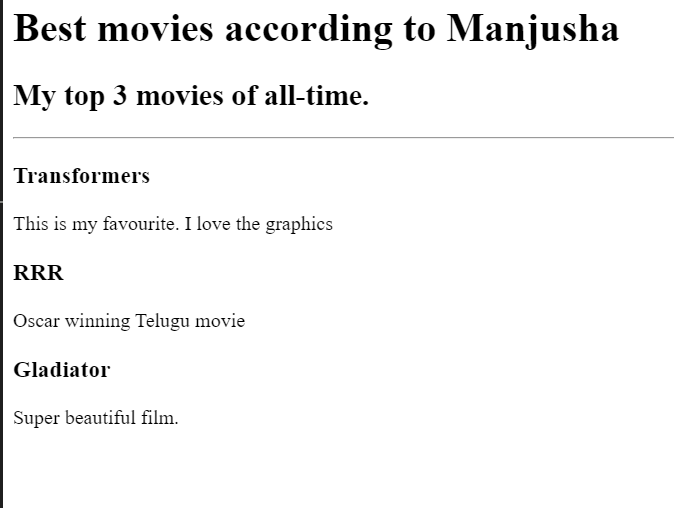 Best movies according to Manjusha
My top 3 movies of all-time.
Transformers
This is my favourite. I love the graphics
RRR
Oscar winning Telugu movie
Gladiator
Super beautiful film.